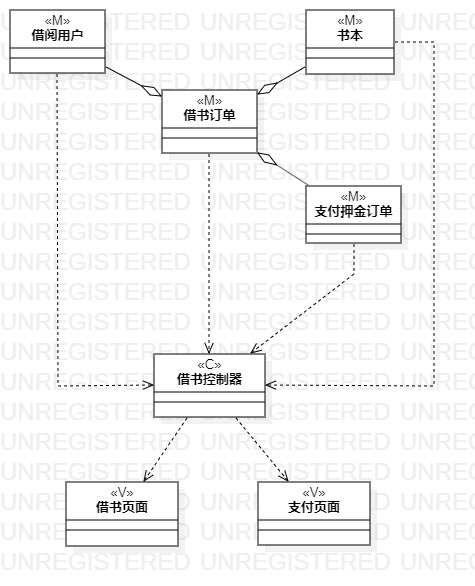 «M»
借阅用户
«M»
书本
«M»
借书订单
«M»
支付押金订单
«C»
借书控制器
«V»
借书页面
«V»
支付页面
UNREGISTERED UNREGISTERED UNREGISTERED